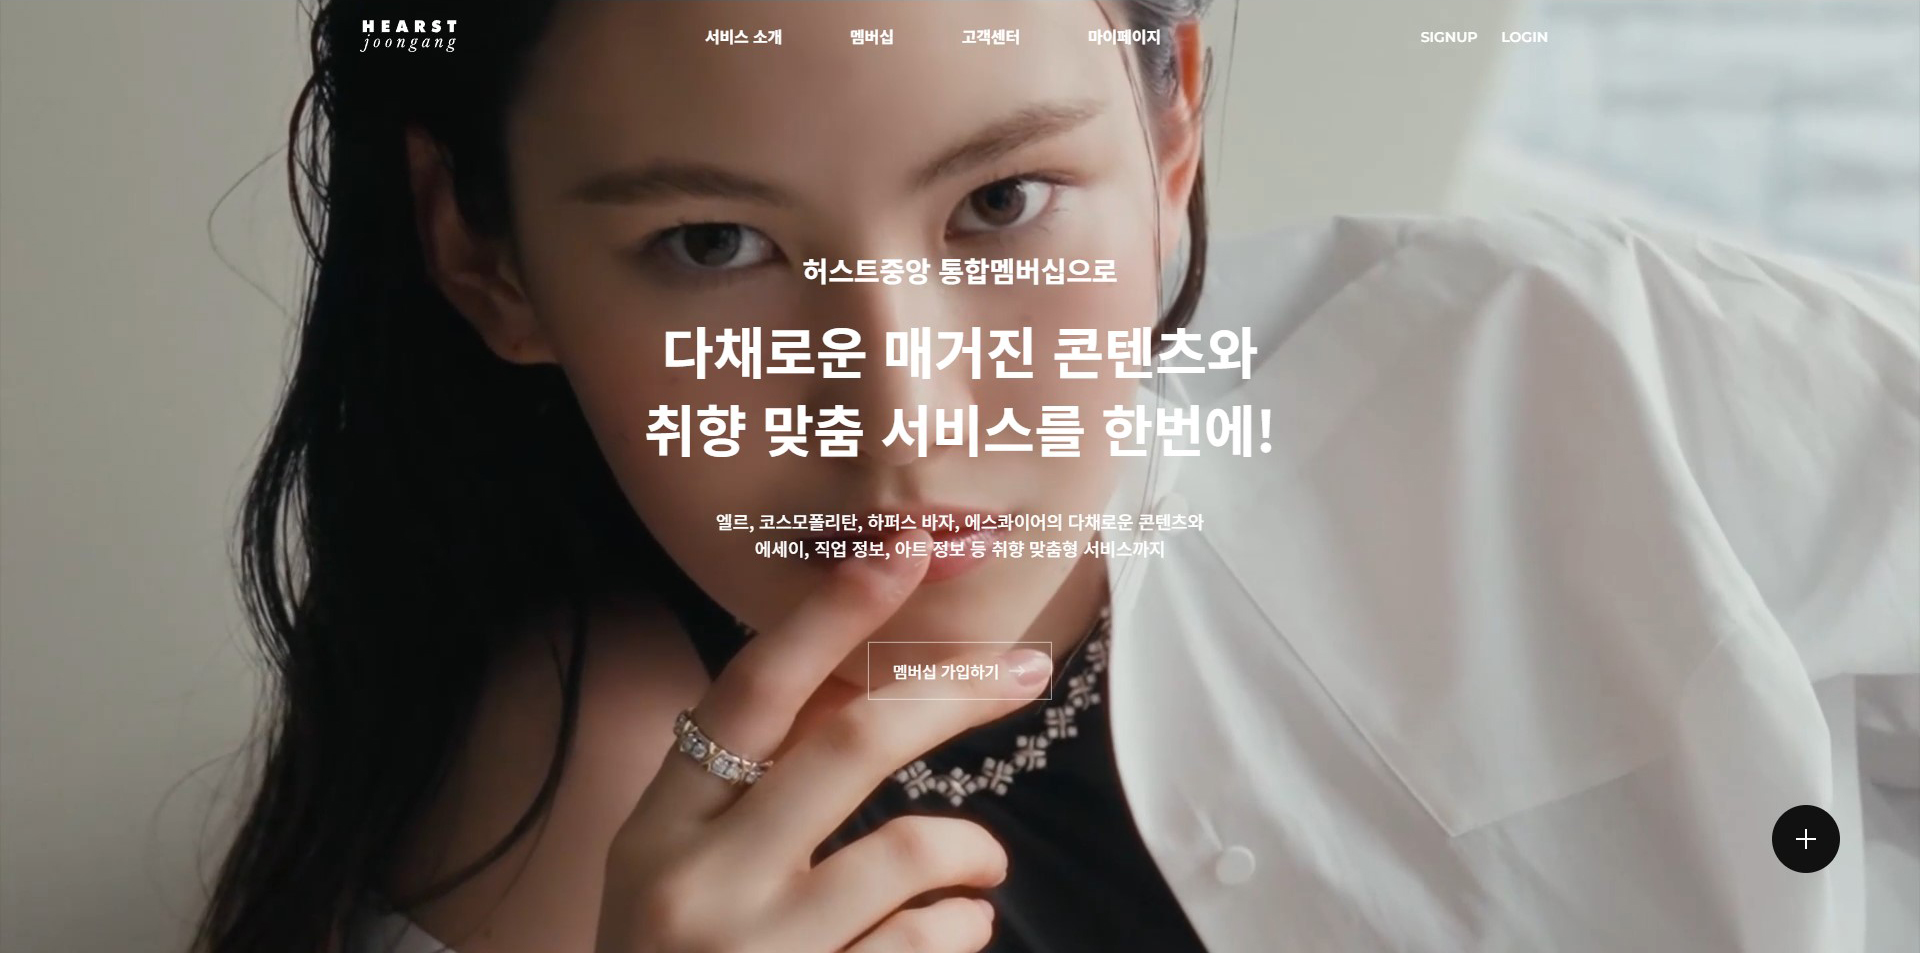 HEARST
joongang
서비스 소개
멤버십
고객센터
마이페이지
SIGNUP
LOGIN
허스트중앙 통합멤버십으로
다채로운 매거진 콘텐츠와
취향 맞춤 서비스를 한번에!
엘르, 코스모폴리탄, 하퍼스 바자, 에스콰이어의 다채로운 콘텐츠와
에세이, 직업 정보, 아트 정보 등 취향 맞춤형 서비스까지
멤버십 가입하기